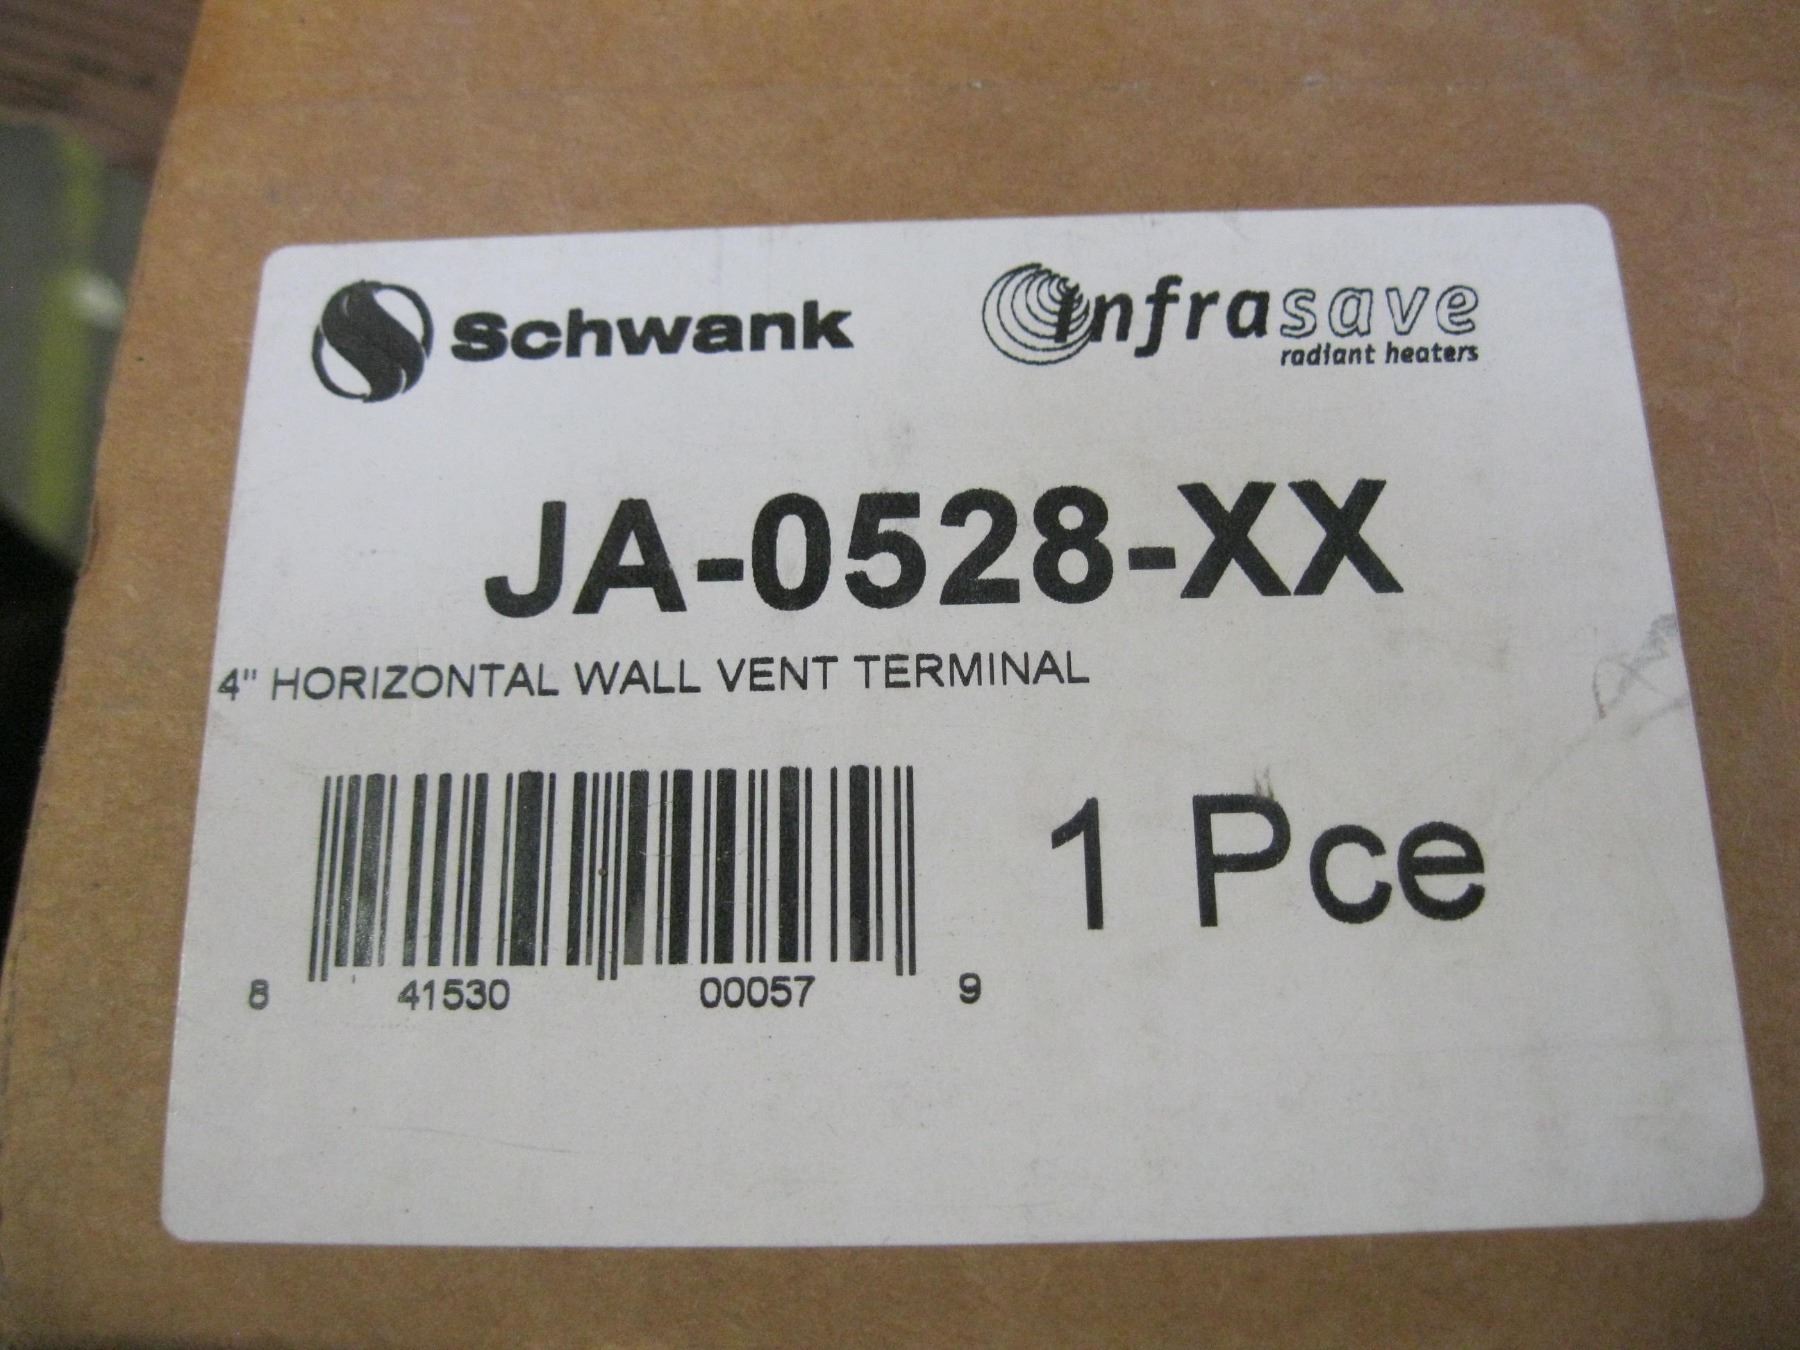 Schwank infrasave
radiant heaters
JA-0528-XX
4" HORIZONTAL WALL VENT TERMINAL
1 Pce
8 41530 00057 9